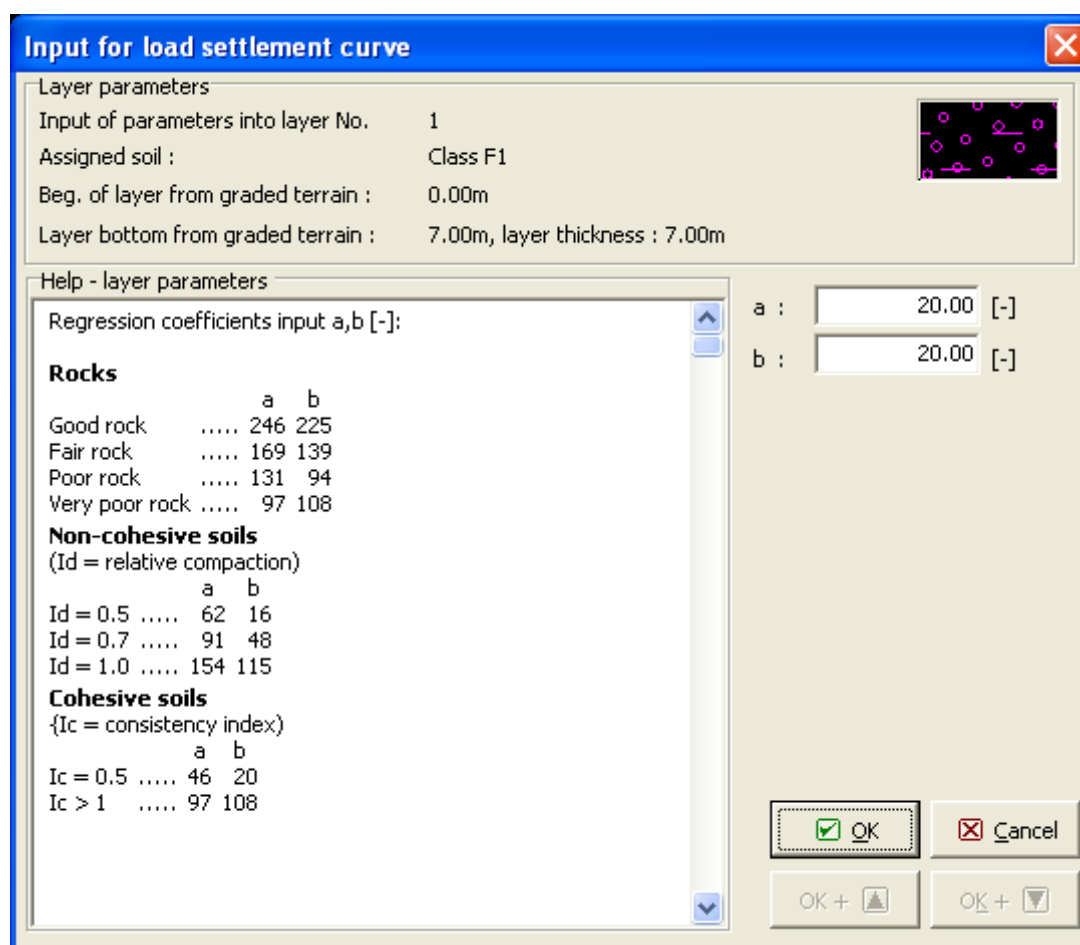 Input for load settlement curve
Layer parameters
Input of parameters into layer No. 1
Assigned soil : Class F1
Beg. of layer from graded terrain : 0.00m
Layer bottom from graded terrain : 7.00m, layer thickness : 7.00m
Help - layer parameters
Regression coefficients input a,b [-]:
Rocks
a b
Good rock ..... 246 225
Fair rock ..... 169 139
Poor rock ..... 131 94
Very poor rock ..... 97 108
Non-cohesive soils
(Id = relative compaction)
a b
Id = 0.5 ..... 62 16
Id = 0.7 ..... 91 48
Id = 1.0 ..... 154 115
Cohesive soils
{Ic = consistency index)
a b
Ic = 0.5 ..... 46 20
Ic > 1 ..... 97 108
a : 20.00 [-]
b : 20.00 [-]
OK Cancel
OK + OK +